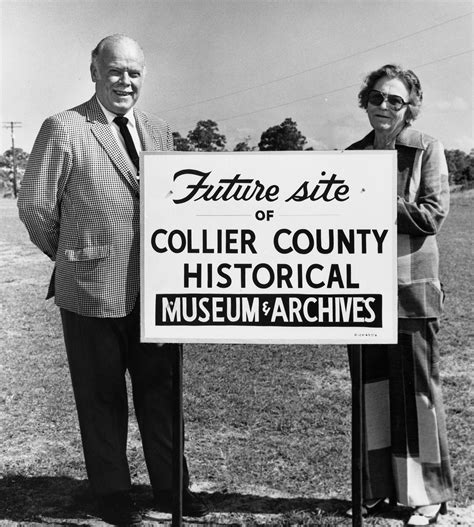 Future site
OF
COLLIER COUNTY
HISTORICAL
MUSEUM & ARCHIVES